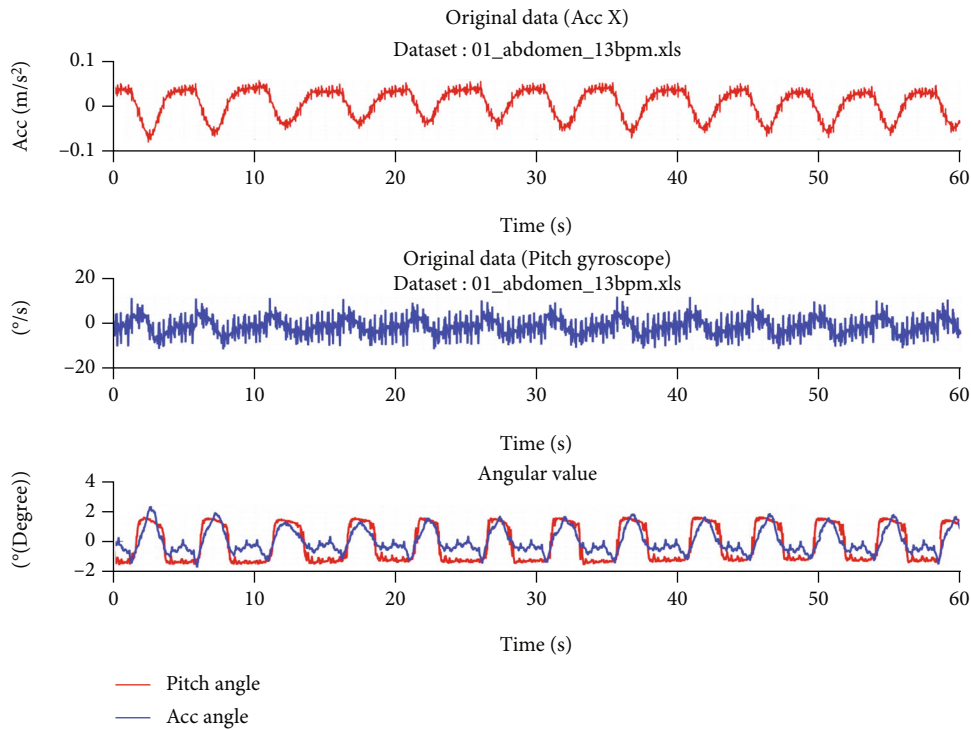 Original data (Acc X)
Dataset : 01_abdomen_13bpm.xls
Acc (m/s²)
0.1
0
–0.1
0 10 20 30 40 50 60
Time (s)
Original data (Pitch gyroscope)
Dataset : 01_abdomen_13bpm.xls
(°/s)
20
0
–20
0 10 20 30 40 50 60
Time (s)
Angular value
(°(Degree))
4
2
0
–2
0 10 20 30 40 50 60
Time (s)
Pitch angle
Acc angle